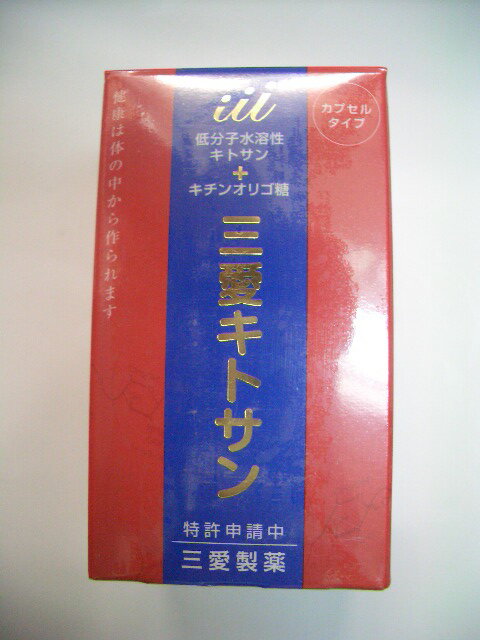 健康は体の中から作られます
iil
カプセル
タイプ
低分子水溶性
キトサン
+
キチンオリゴ糖
三愛キトサン
特許申請中
三愛製薬